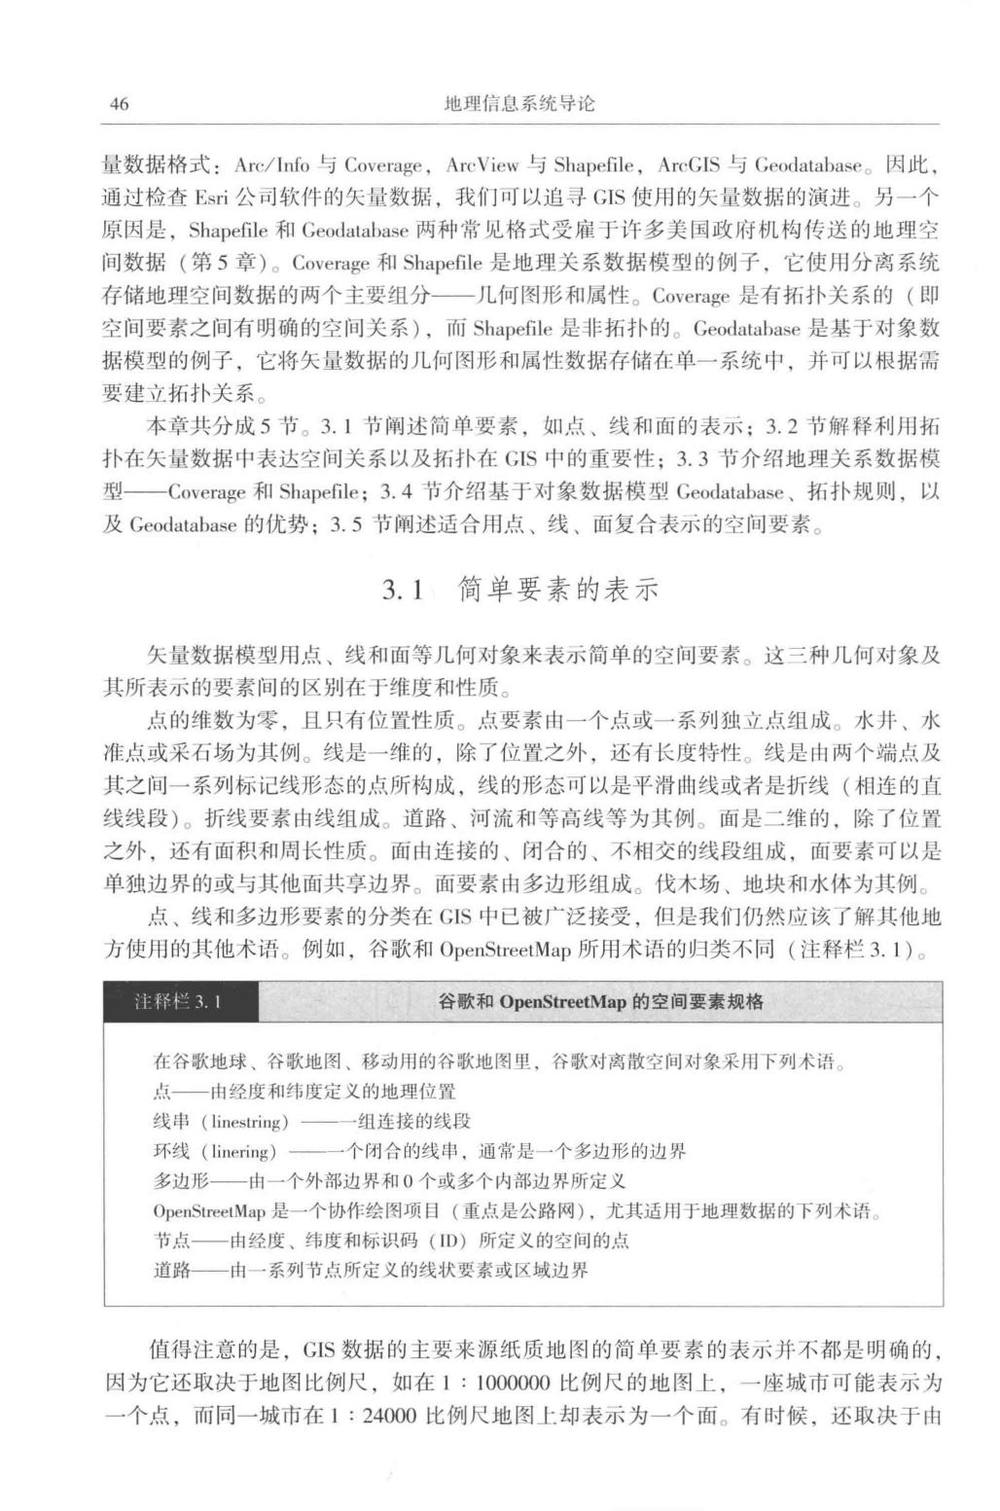 46
地理信息系统导论
量数据格式：Arc/Info 与 Coverage，ArcView 与 Shapefile，ArcGIS 与 Geodatabase。因此，
通过检查 Esri 公司软件的矢量数据，我们可以追寻 GIS 使用的矢量数据的演进。另一个
原因是，Shapefile 和 Geodatabase 两种常见格式受雇于许多美国政府机构传送的地理空
间数据（第 5 章）。Coverage 和 Shapefile 是地理关系数据模型的例子，它使用分离系统
存储地理空间数据的两个主要组分——几何图形和属性。Coverage 是有拓扑关系的（即
空间要素之间有明确的空间关系），而 Shapefile 是非拓扑的。Geodatabase 是基于对象数
据模型的例子，它将矢量数据的几何图形和属性数据存储在单一系统中，并可以根据需
要建立拓扑关系。
本章共分成 5 节。3.1 节阐述简单要素，如点、线和面的表示；3.2 节解释利用拓
扑在矢量数据中表达空间关系以及拓扑在 GIS 中的重要性；3.3 节介绍地理关系数据模
型——Coverage 和 Shapefile；3.4 节介绍基于对象数据模型 Geodatabase、拓扑规则，以
及 Geodatabase 的优势；3.5 节阐述适合用点、线、面复合表示的空间要素。
3.1 简单要素的表示
矢量数据模型用点、线和面等几何对象来表示简单的空间要素。这三种几何对象及
其所表示的要素间的区别在于维度和性质。
点的维数为零，且只有位置性质。点要素由一个点或一系列独立点组成。水井、水
准点或采石场为其例。线是一维的，除了位置之外，还有长度特性。线是由两个端点及
其之间一系列标记线形态的点所构成，线的形态可以是平滑曲线或者是折线（相连的直
线线段）。折线要素由线组成。道路、河流和等高线等为其例。面是二维的，除了位置
之外，还有面积和周长性质。面由连接的、闭合的、不相交的线段组成，面要素可以是
单独边界的或与其他面共享边界。面要素由多边形组成。伐木场、地块和水体为其例。
点、线和多边形要素的分类在 GIS 中已被广泛接受，但是我们仍然应该了解其他地
方使用的其他术语。例如，谷歌和 OpenStreetMap 所用术语的归类不同（注释栏 3.1）。
注释栏 3.1
谷歌和 OpenStreetMap 的空间要素规格
在谷歌地球、谷歌地图、移动用的谷歌地图里，谷歌对离散空间对象采用下列术语。
点——由经度和纬度定义的地理位置
线串（linestring）——一组连接的线段
环线（linering）——一个闭合的线串，通常是一个多边形的边界
多边形——由一个外部边界和 0 个或多个内部边界所定义
OpenStreetMap 是一个协作绘图项目（重点是公路网），尤其适用于地理数据的下列术语。
节点——由经度、纬度和标识码（ID）所定义的空间的点
道路——由一系列节点所定义的线状要素或区域边界
值得注意的是，GIS 数据的主要来源纸质地图的简单要素的表示并不都是明确的，
因为它还取决于地图比例尺，如在 1∶1000000 比例尺的地图上，一座城市可能表示为
一个点，而同一城市在 1∶24000 比例尺地图上却表示为一个面。有时候，还取决于由